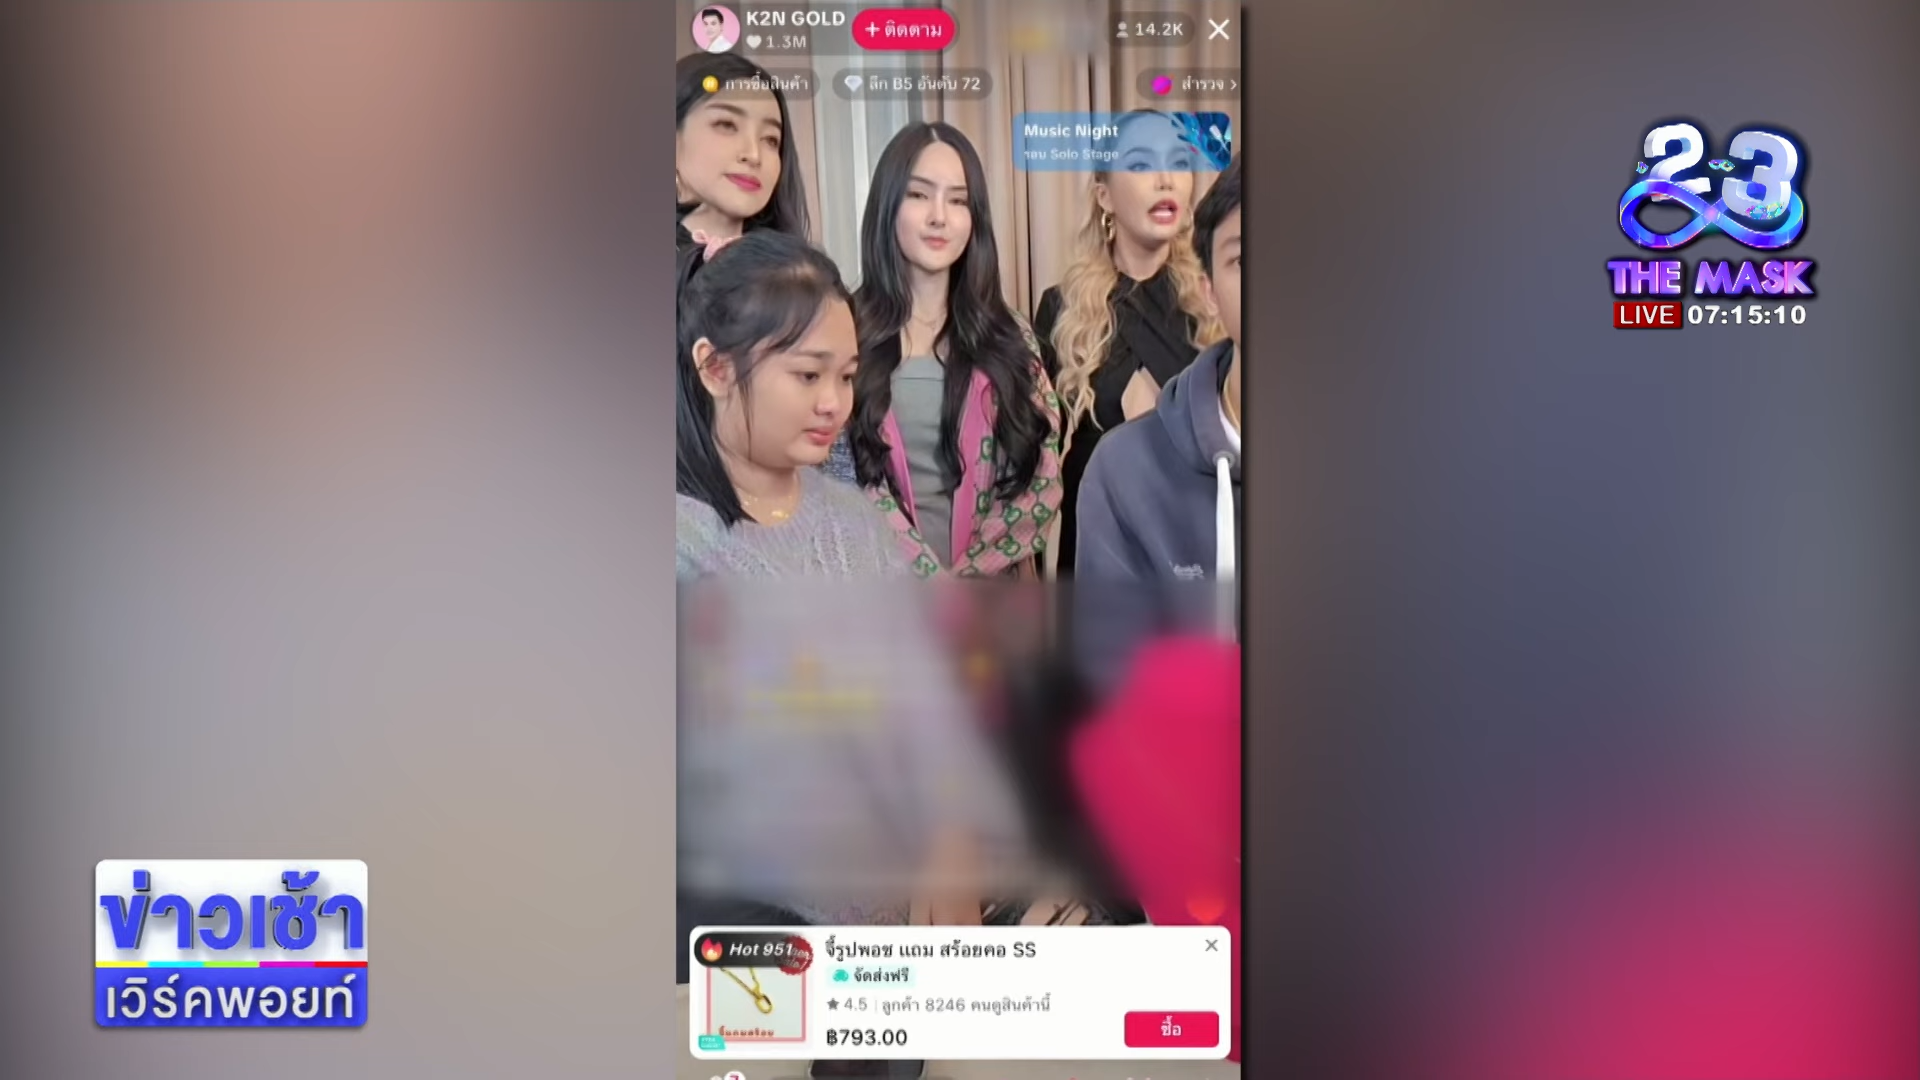 K2N GOLD
1.3M
+ ติดตาม
14.2K
การซื้อสินค้า
ลีก B5 อันดับ 72
สำรวจ
Music Night
รอบ Solo Stage
2-3
THE MASK
LIVE 07:15:10
ข่าวเช้า
เวิร์คพอยท์
Hot 951
จี้รูปพอช แถม สร้อยคอ SS
จัดส่งฟรี
4.5 | ลูกค้า 8246 คนดูสินค้านี้
฿793.00
ซื้อ